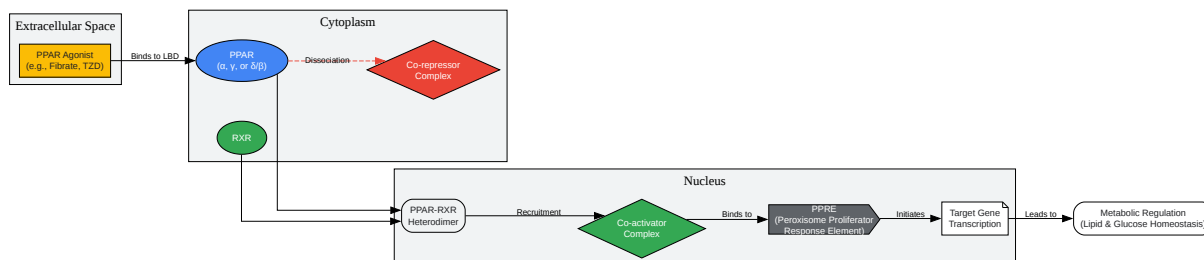 Extracellular Space
PPAR Agonist
(e.g., Fibrate, TZD)
Binds to LBD
Cytoplasm
PPAR
(α, γ, or δ/β)
Dissociation
Co-repressor
Complex
RXR
Nucleus
PPAR-RXR
Heterodimer
Recruitment
Co-activator
Complex
Binds to
PPRE
(Peroxisome Proliferator
Response Element)
Initiates
Target Gene
Transcription
Leads to
Metabolic Regulation
(Lipid & Glucose Homeostasis)